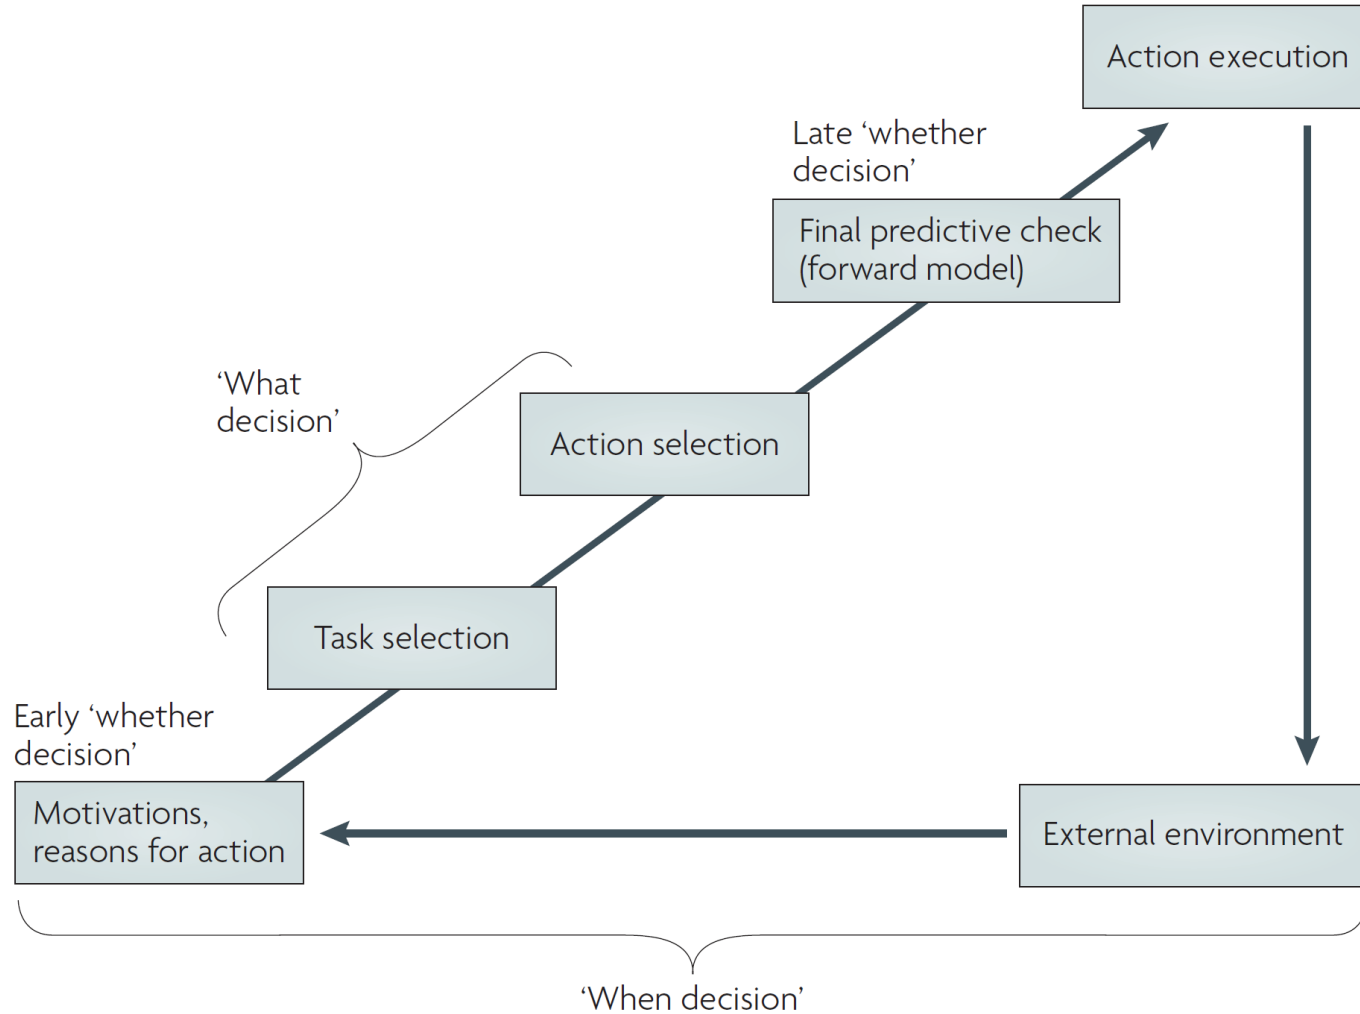 Action execution
Late ‘whether
decision’
Final predictive check
(forward model)
‘What
decision’
Action selection
Task selection
Early ‘whether
decision’
Motivations,
reasons for action
External environment
‘When decision’